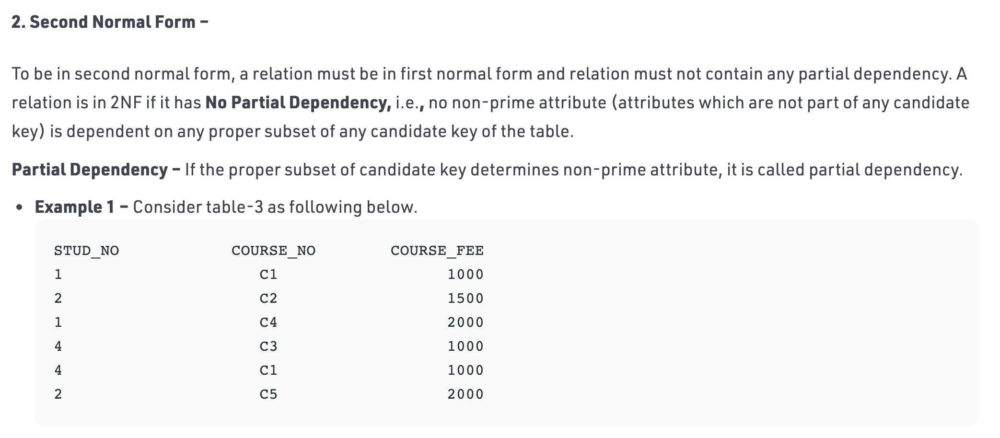 2. Second Normal Form –
To be in second normal form, a relation must be in first normal form and relation must not contain any partial dependency. A
relation is in 2NF if it has No Partial Dependency, i.e., no non-prime attribute (attributes which are not part of any candidate
key) is dependent on any proper subset of any candidate key of the table.
Partial Dependency – If the proper subset of candidate key determines non-prime attribute, it is called partial dependency.
• Example 1 – Consider table-3 as following below.
STUD_NO COURSE_NO COURSE_FEE
1 C1 1000
2 C2 1500
1 C4 2000
4 C3 1000
4 C1 1000
2 C5 2000